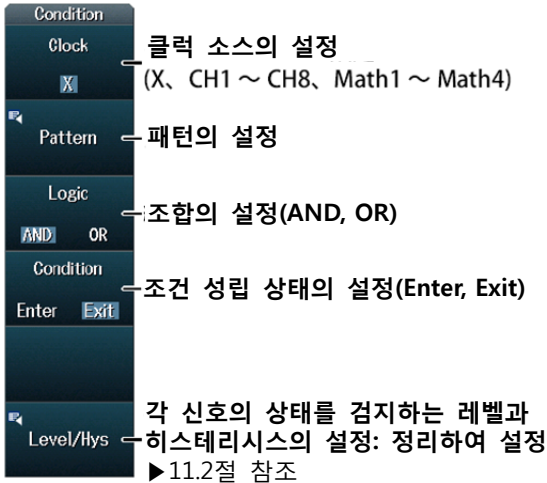 Condition
Clock
클럭 소스의 설정
X
(X、CH1 ～ CH8、Math1 ～ Math4)
Pattern
패턴의 설정
Logic
조합의 설정(AND, OR)
AND OR
Condition
조건 성립 상태의 설정(Enter, Exit)
Enter Exit
각 신호의 상태를 검지하는 레벨과
Level/Hys
히스테리시스의 설정: 정리하여 설정
▶11.2절 참조